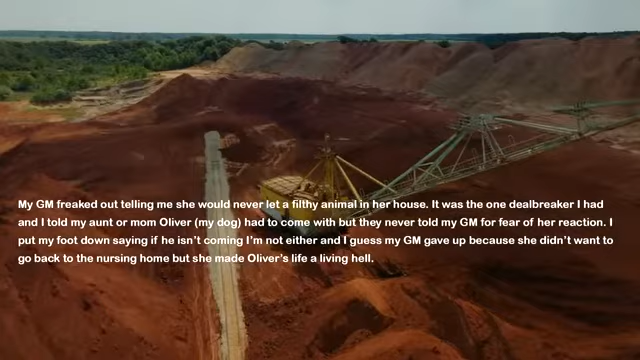 My GM freaked out telling me she would never let a filthy animal in her house. It was the one dealbreaker I had
and I told my aunt or mom Oliver (my dog) had to come with but they never told my GM for fear of her reaction. I
put my foot down saying if he isn't coming I'm not either and I guess my GM gave up because she didn't want to
go back to the nursing home but she made Oliver's life a living hell.